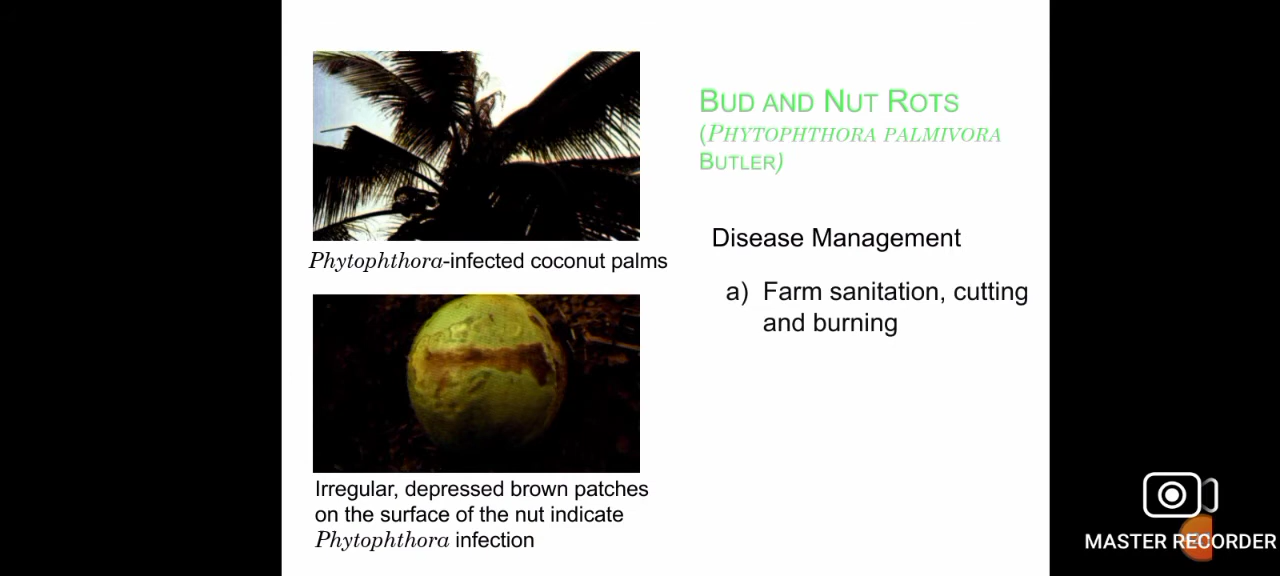 BUD AND NUT ROTS
(PHYTOPHTHORA PALMIVORA
BUTLER)
Phytophthora-infected coconut palms
Disease Management
a) Farm sanitation, cutting
and burning
Irregular, depressed brown patches
on the surface of the nut indicate
Phytophthora infection
MASTER RECORDER